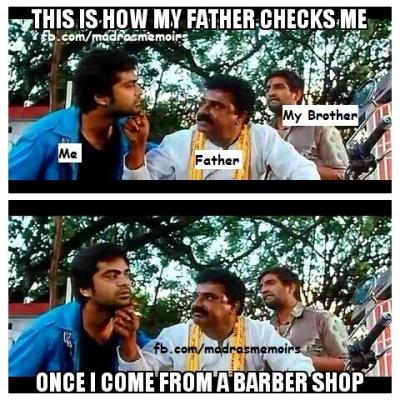 THIS IS HOW MY FATHER CHECKS ME
fb.com/madrasmemoirs
My Brother
Me
Father
fb.com/madrasmemoirs
ONCE I COME FROM A BARBER SHOP